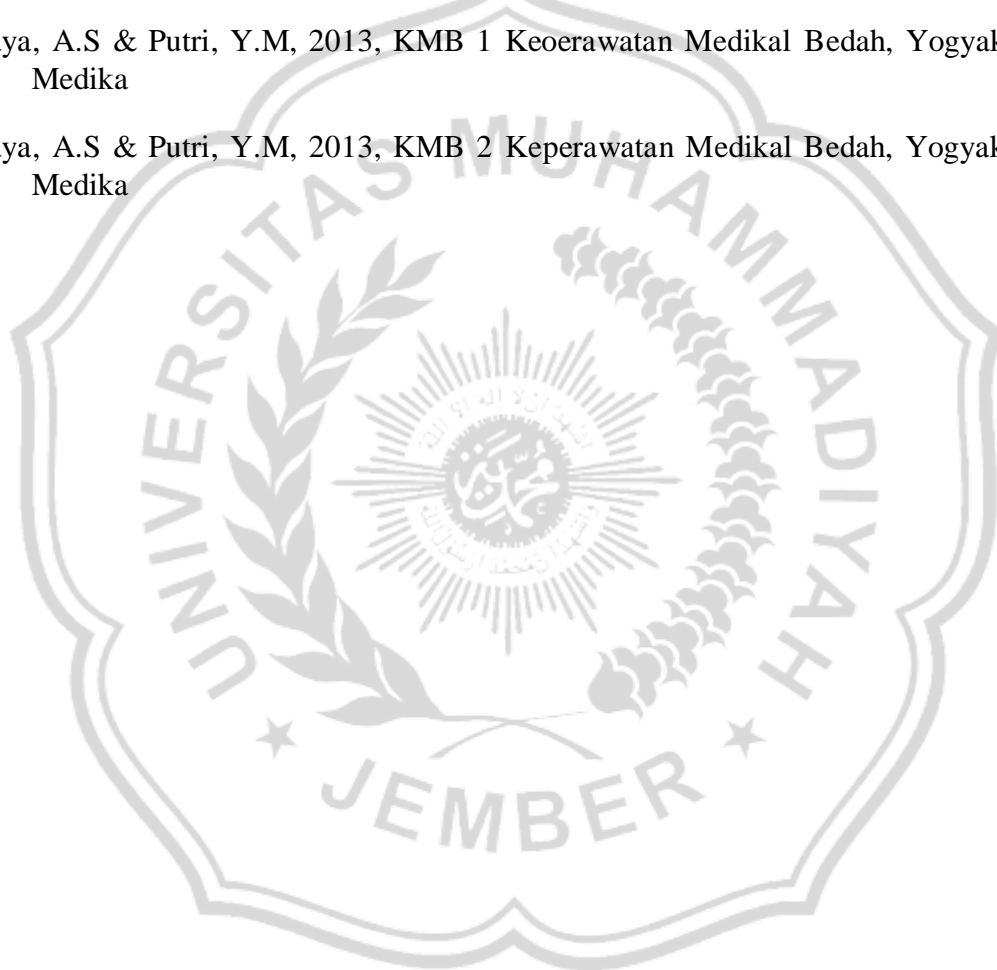 ya, A.S & Putri, Y.M, 2013, KMB 1 Keoerawatan Medikal Bedah, Yogyak
Medika
ya, A.S & Putri, Y.M, 2013, KMB 2 Keperawatan Medikal Bedah, Yogyak
Medika
UNIVERSITAS MUHAMMADIYAH
JEMBER